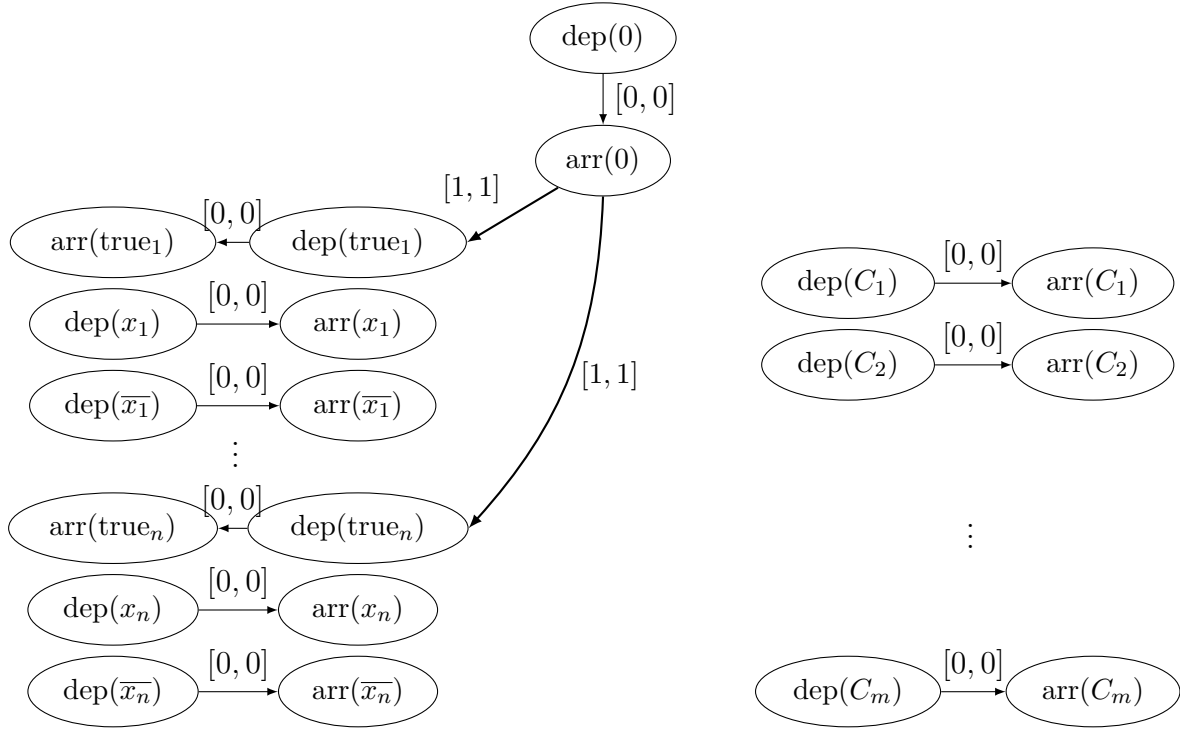 dep(0)
[0, 0]
arr(0)
[1, 1]
[0, 0]
arr(true₁) dep(true₁)
[0, 0]
dep(x₁) arr(x₁)
[0, 0]
dep(x̅₁) arr(x̅₁)
⋮
[1, 1]
[0, 0]
arr(trueₙ) dep(trueₙ)
[0, 0]
dep(xₙ) arr(xₙ)
[0, 0]
dep(x̅ₙ) arr(x̅ₙ)
[0, 0]
dep(C₁) arr(C₁)
[0, 0]
dep(C₂) arr(C₂)
⋮
[0, 0]
dep(Cₘ) arr(Cₘ)